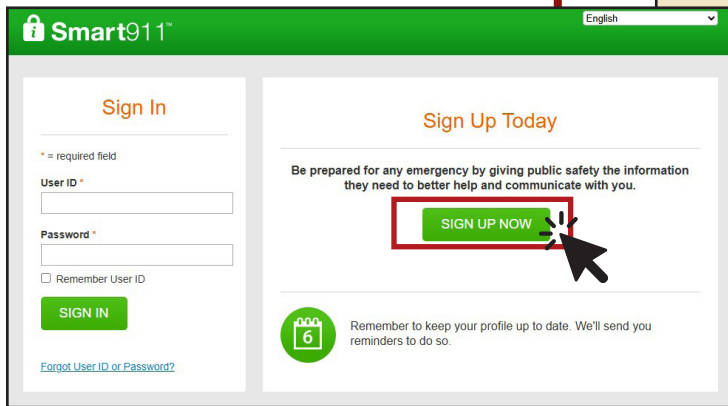 Smart911™
English
Sign In
* = required field
User ID *
Password *
Remember User ID
SIGN IN
Forgot User ID or Password?
Sign Up Today
Be prepared for any emergency by giving public safety the information
they need to better help and communicate with you.
SIGN UP NOW
6
Remember to keep your profile up to date. We'll send you
reminders to do so.